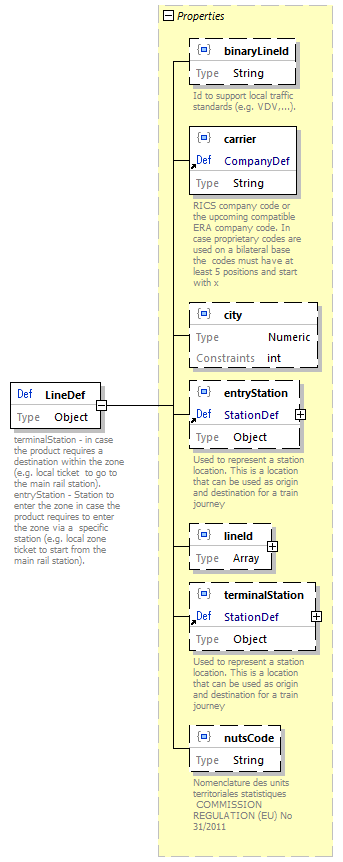 Properties
binaryLineId
Type String
Id to support local traffic
standards (e.g. VDV,...).
carrier
Def CompanyDef
Type String
RICS company code or
the upcoming compatible
ERA company code. In
case proprietary codes are
used on a bilateral base
the codes must have at
least 5 positions and start
with x
city
Type Numeric
Constraints int
Def LineDef
Type Object
terminalStation - in case
the product requires a
destination within the zone
(e.g. local ticket to go to
the main rail station).
entryStation - Station to
enter the zone in case the
product requires to enter
the zone via a specific
station (e.g. local zone
ticket to start from the
main rail station).
entryStation
Def StationDef
Type Object
Used to represent a station
location. This is a location
that can be used as origin
and destination for a train
journey
lineId
Type Array
terminalStation
Def StationDef
Type Object
Used to represent a station
location. This is a location
that can be used as origin
and destination for a train
journey
nutsCode
Type String
Nomenclature des units
territoriales statistiques
COMMISSION
REGULATION (EU) No
31/2011